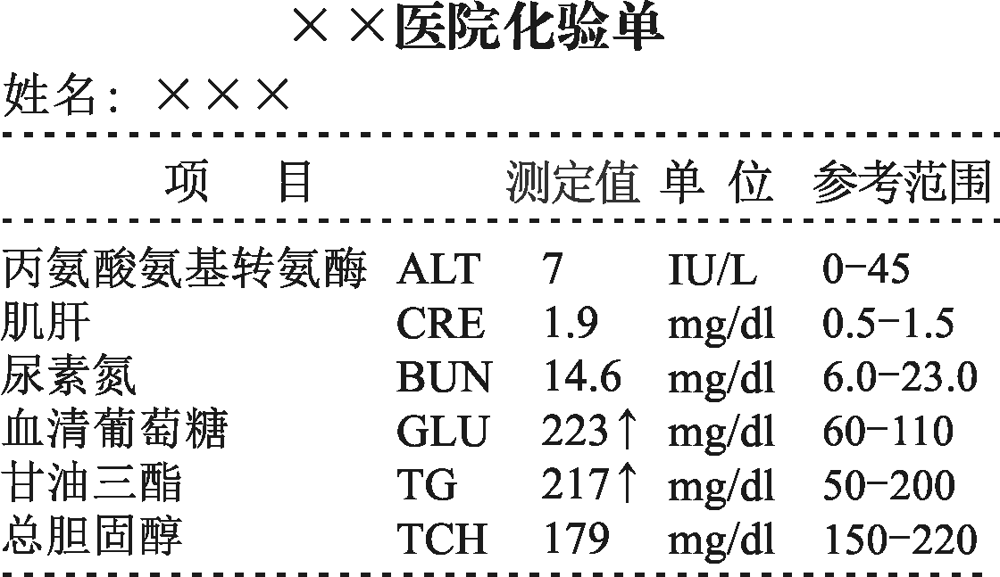 ××医院化验单
姓名：×××
项 目 测定值 单 位 参考范围
丙氨酸氨基转氨酶 ALT 7 IU/L 0-45
肌肝 CRE 1.9 mg/dl 0.5-1.5
尿素氮 BUN 14.6 mg/dl 6.0-23.0
血清葡萄糖 GLU 223↑ mg/dl 60-110
甘油三酯 TG 217↑ mg/dl 50-200
总胆固醇 TCH 179 mg/dl 150-220